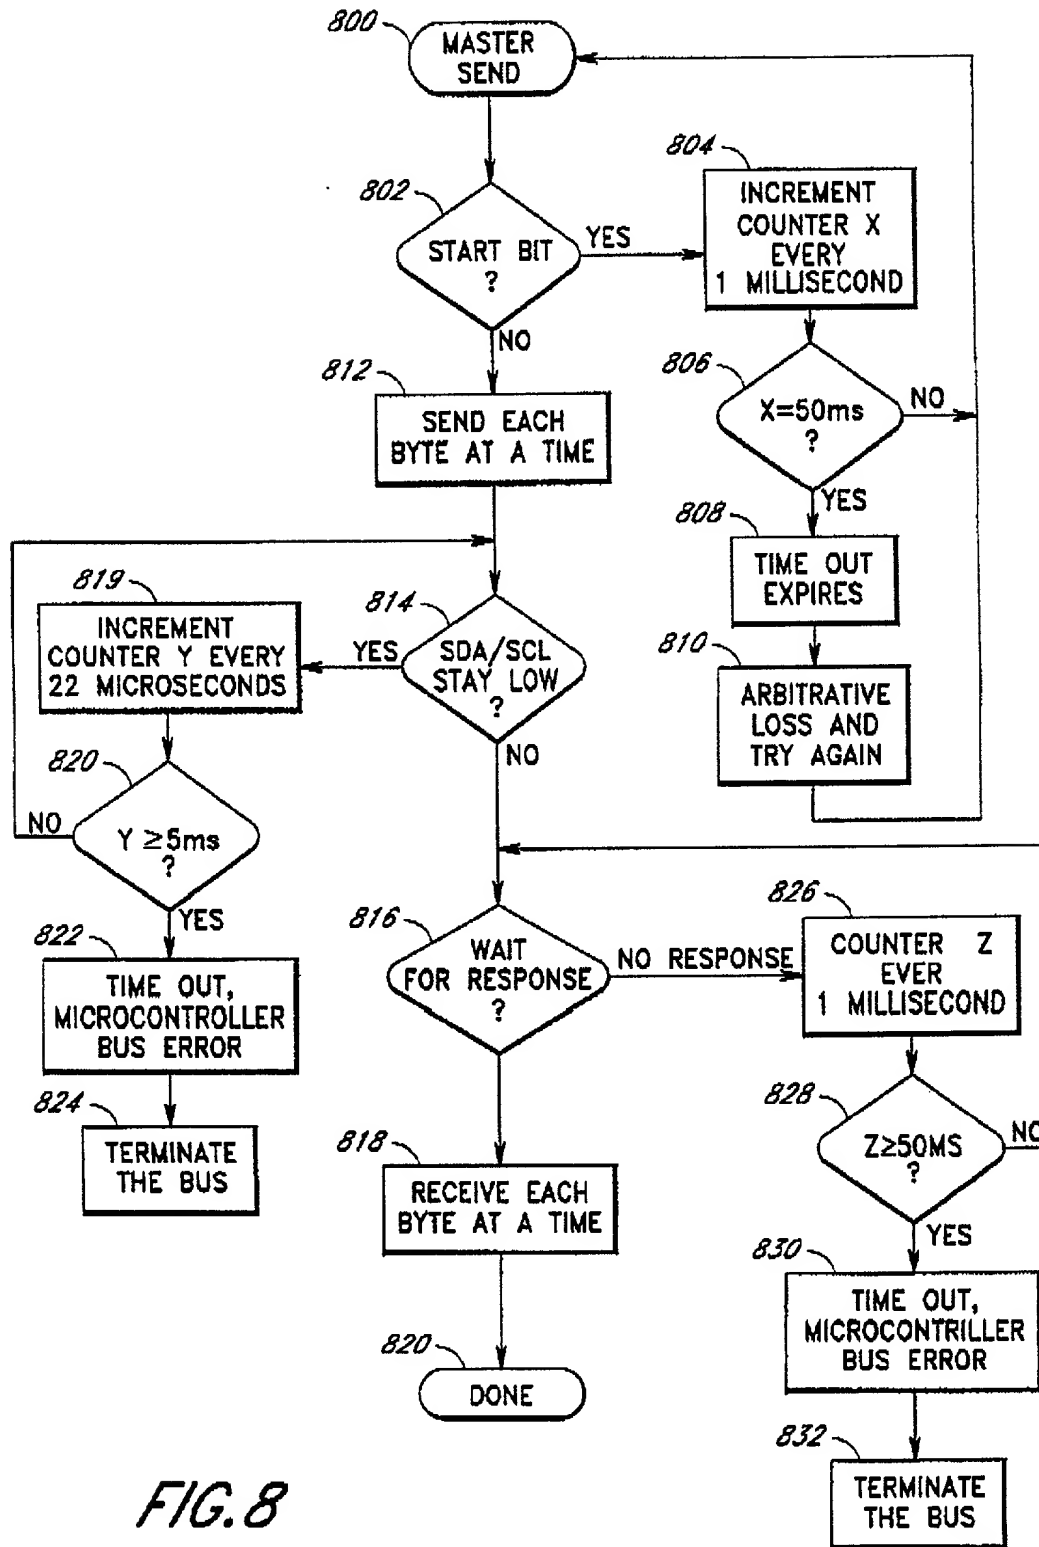 800
MASTER
SEND
802
START BIT
?
YES
NO
804
INCREMENT
COUNTER X
EVERY
1 MILLISECOND
806
X=50ms
?
NO
YES
808
TIME OUT
EXPIRES
810
ARBITRATIVE
LOSS AND
TRY AGAIN
812
SEND EACH
BYTE AT A TIME
814
SDA/SCL
STAY LOW
?
YES
NO
819
INCREMENT
COUNTER Y EVERY
22 MICROSECONDS
820
Y ≥5ms
?
NO
YES
822
TIME OUT,
MICROCONTROLLER
BUS ERROR
824
TERMINATE
THE BUS
816
WAIT
FOR RESPONSE
?
NO RESPONSE
826
COUNTER Z
EVER
1 MILLISECOND
828
Z≥50MS
?
NO
YES
830
TIME OUT,
MICROCONTRILLER
BUS ERROR
832
TERMINATE
THE BUS
818
RECEIVE EACH
BYTE AT A TIME
820
DONE
FIG. 8